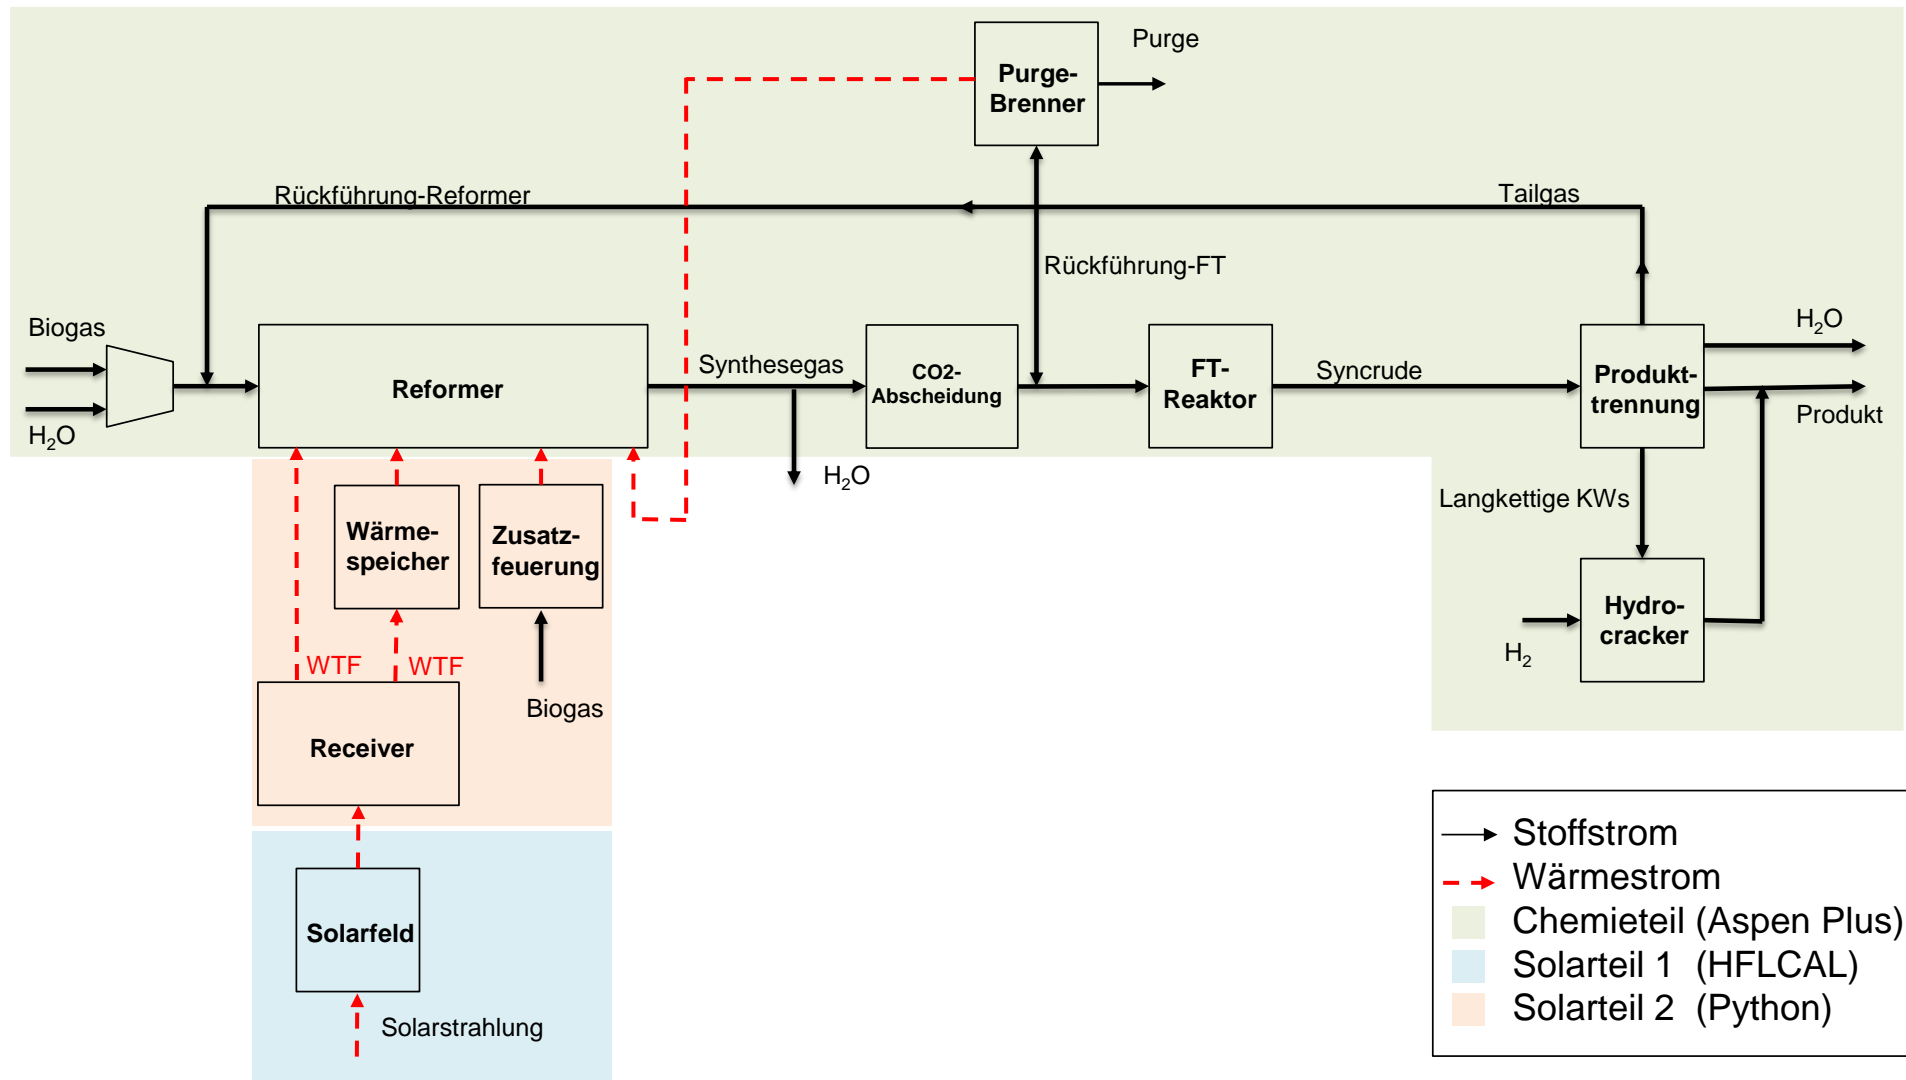 Purge
Purge-
Brenner
Rückführung-Reformer
Tailgas
Rückführung-FT
Biogas
H₂O
Reformer
Synthesegas
H₂O
CO2-
Abscheidung
FT-
Reaktor
Syncrude
Produkt-
trennung
H₂O
Produkt
Langkettige KWs
Hydro-
cracker
H₂
Wärme-
speicher
Zusatz-
feuerung
WTF
WTF
Biogas
Receiver
Solarfeld
Solarstrahlung
Stoffstrom
Wärmestrom
Chemieteil (Aspen Plus)
Solarteil 1 (HFLCAL)
Solarteil 2 (Python)